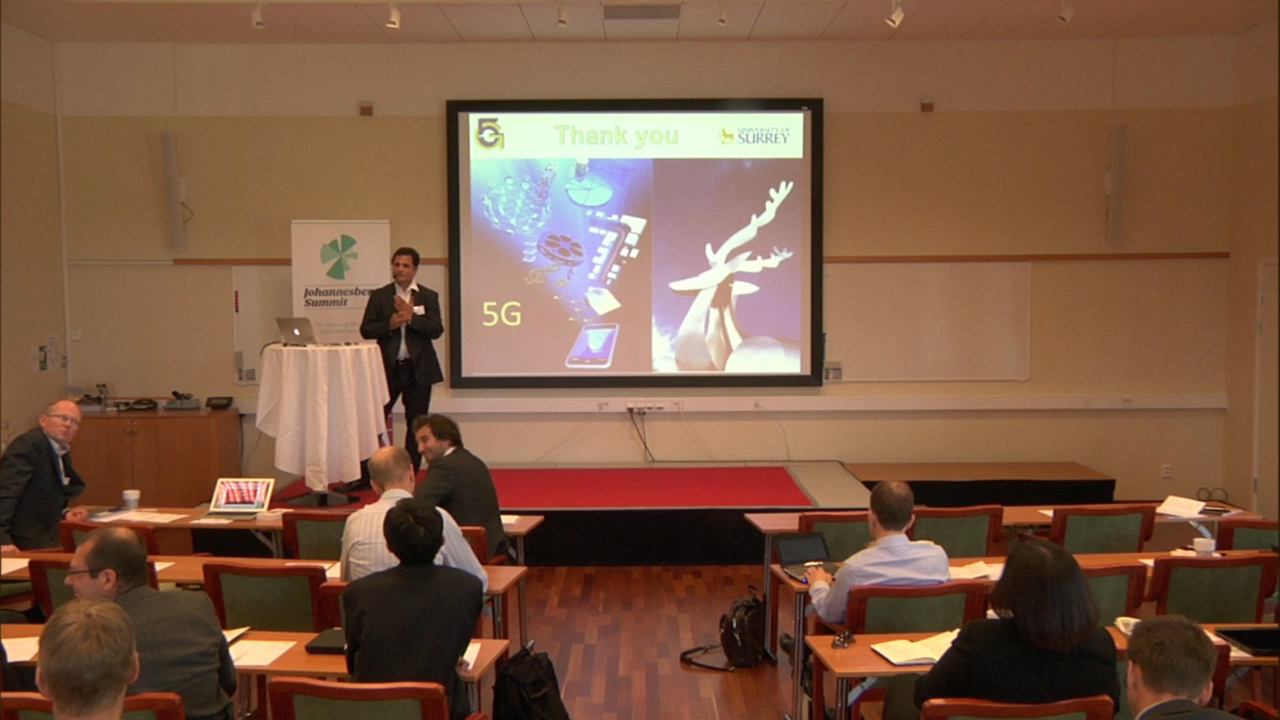 5G
Thank you
UNIVERSITY OF
SURREY
5G
Johannesberg
Summit